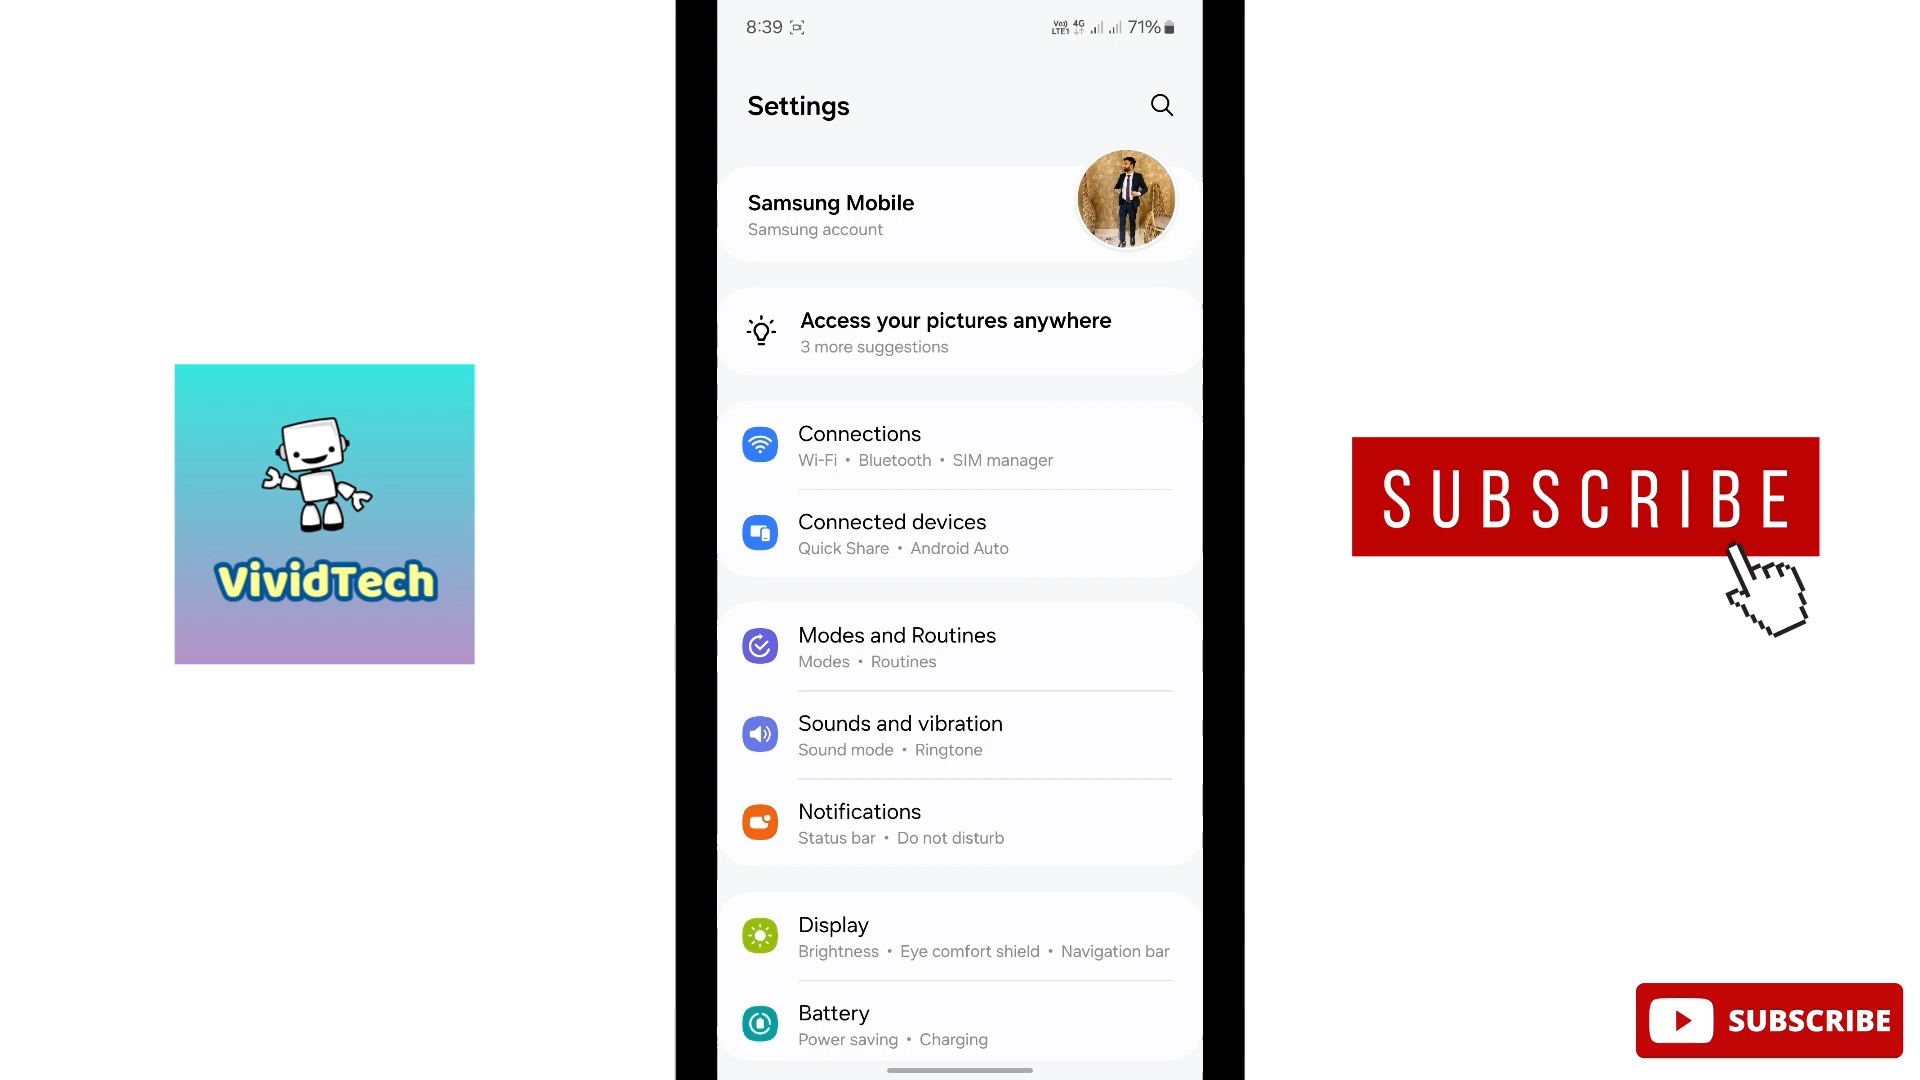 8:39
Vo)) 4G
LTE1
71%
Settings
Samsung Mobile
Samsung account
Access your pictures anywhere
3 more suggestions
Connections
Wi-Fi • Bluetooth • SIM manager
Connected devices
Quick Share • Android Auto
Modes and Routines
Modes • Routines
Sounds and vibration
Sound mode • Ringtone
Notifications
Status bar • Do not disturb
Display
Brightness • Eye comfort shield • Navigation bar
Battery
Power saving • Charging
VividTech
SUBSCRIBE
SUBSCRIBE